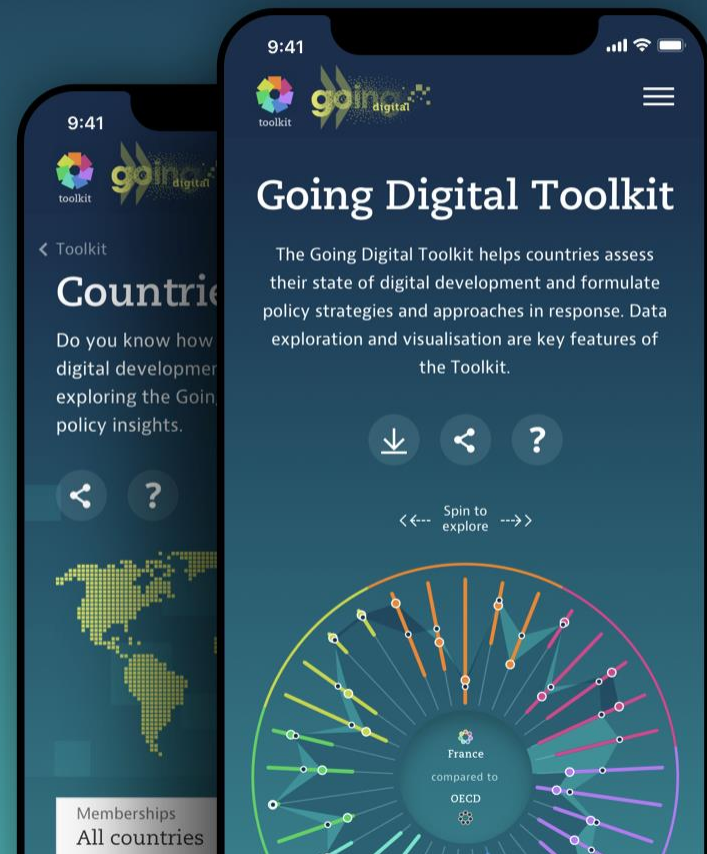 9:41
toolkit
going
digital
Toolkit
Countrie
Do you know how
digital developmen
exploring the Goin
policy insights.
?
Memberships
All countries
9:41
toolkit
going
digital
Going Digital Toolkit
The Going Digital Toolkit helps countries assess
their state of digital development and formulate
policy strategies and approaches in response. Data
exploration and visualisation are key features of
the Toolkit.
?
Spin to
explore
France
compared to
OECD